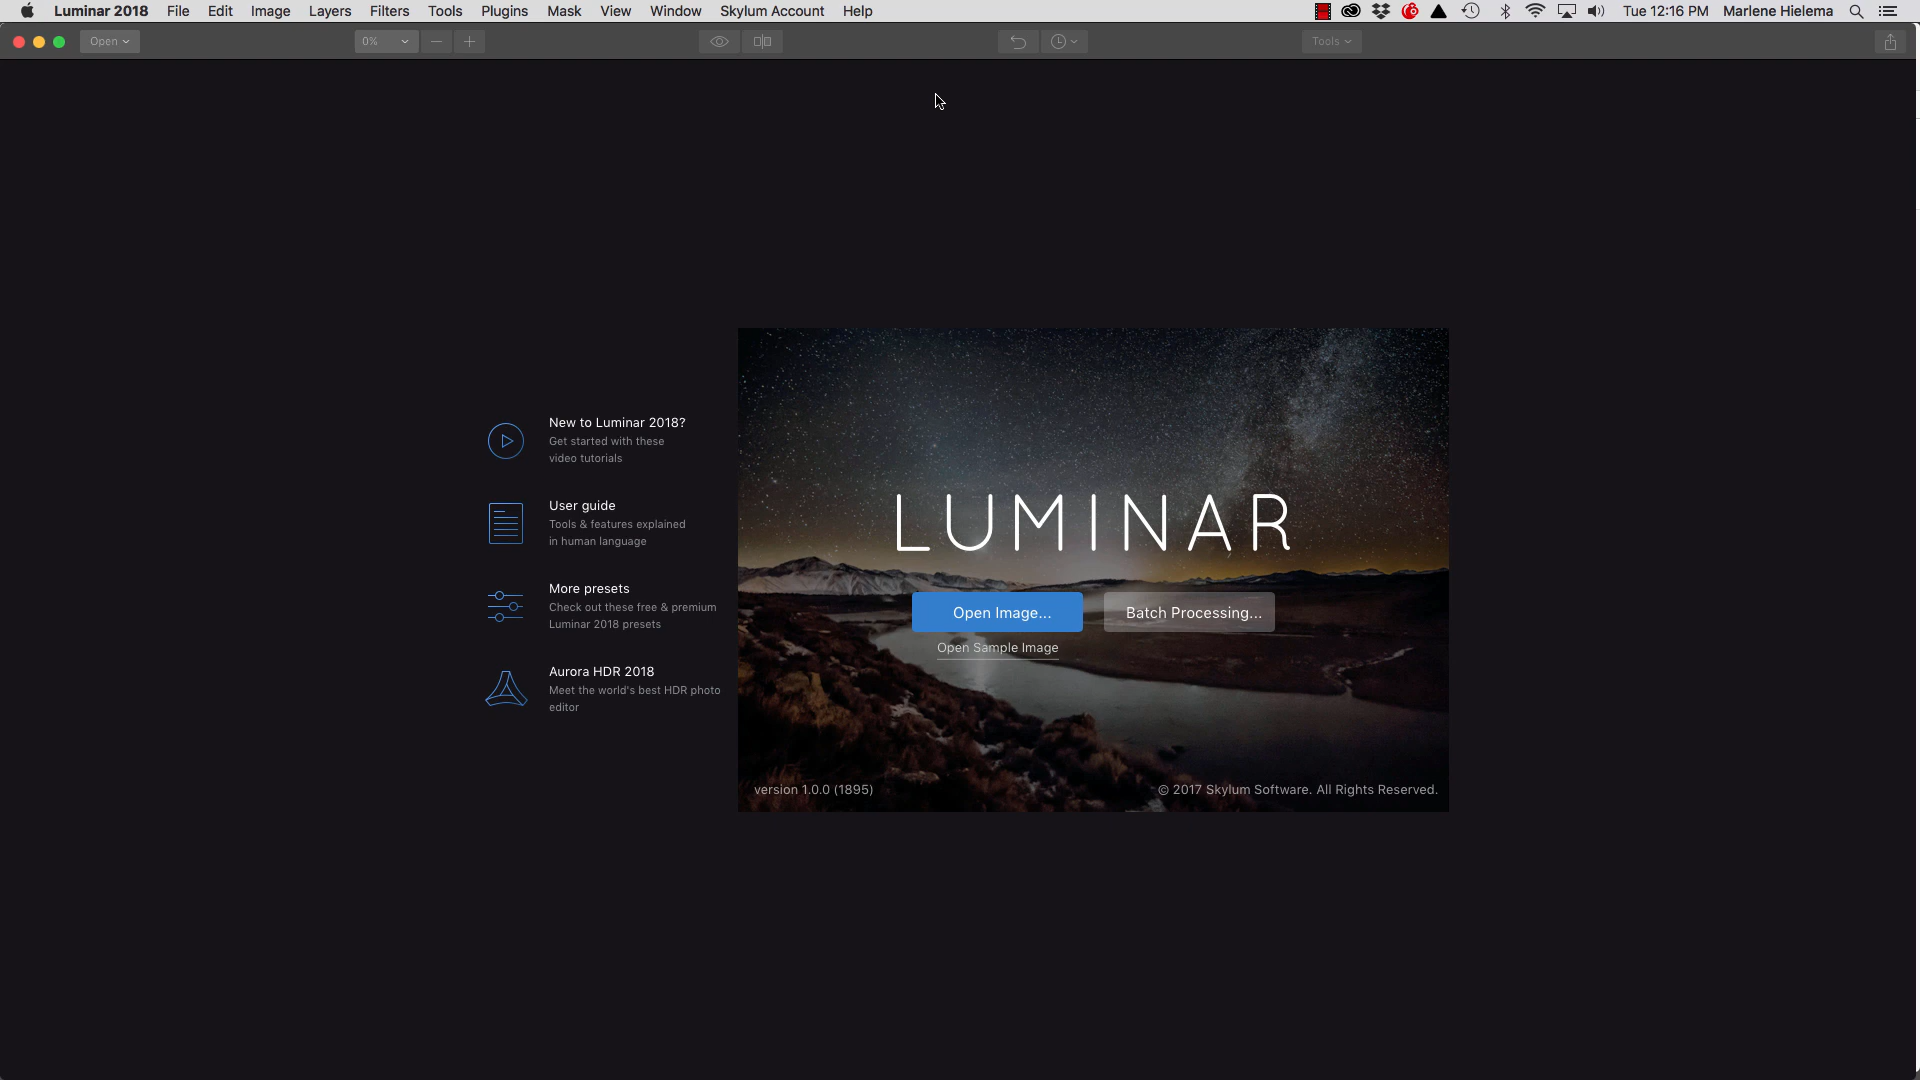 Luminar 2018 File Edit Image Layers Filters Tools Plugins Mask View Window Skylum Account Help Tue 12:16 PM Marlene Hielema
Open 0% Tools
New to Luminar 2018?
Get started with these
video tutorials
User guide
Tools & features explained
in human language
More presets
Check out these free & premium
Luminar 2018 presets
Aurora HDR 2018
Meet the world's best HDR photo
editor
LUMINAR
Open Image... Batch Processing...
Open Sample Image
version 1.0.0 (1895) © 2017 Skylum Software. All Rights Reserved.